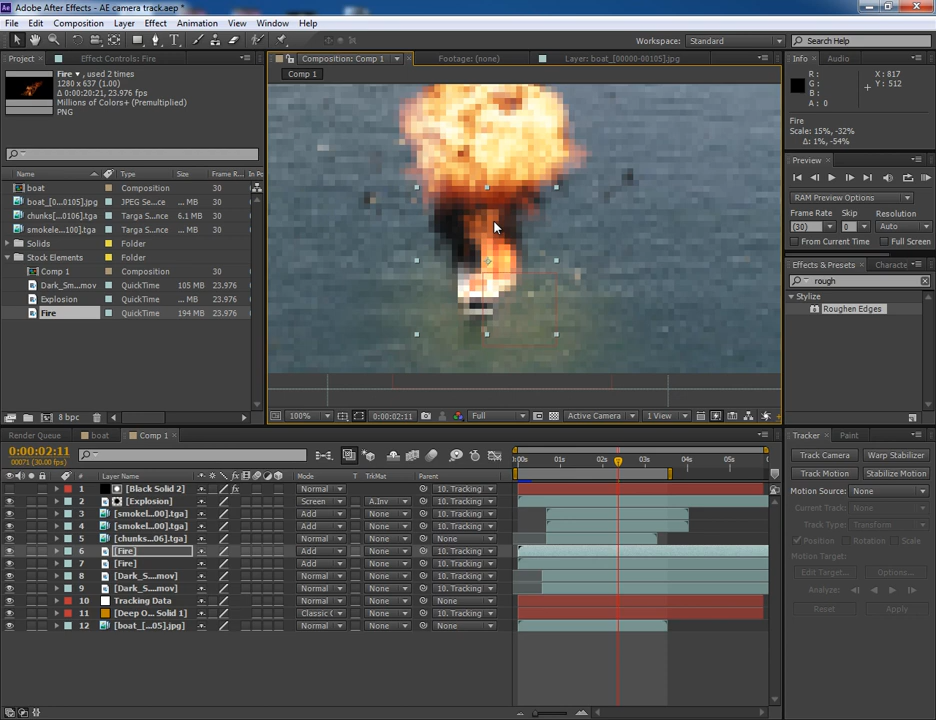 Adobe After Effects - AE camera track.aep *
File Edit Composition Layer Effect Animation View Window Help
Workspace: Standard Search Help
Project Effect Controls: Fire
Composition: Comp 1 Footage: (none) Layer: boat_[00000-00105].jpg
Info Audio
Comp 1
Fire ▾, used 2 times
1280 x 637 (1.00)
Δ 0:00:20:21, 23.976 fps
Millions of Colors+ (Premultiplied)
PNG
R: X: 817
G: Y: 512
B:
A: 0
Fire
Scale: 15%, -32%
Δ: 1%, -54%
Name Type Size Frame R... In Poi
boat Composition 30
boat_[0...0105].jpg JPEG Se...ce ... MB 30
chunks[...0106].tga Targa S...nce 6.1 MB 30
smokele...100].tga Targa S...nce ... MB 30
Solids Folder
Stock Elements Folder
Comp 1 Composition 30
Dark_Sm...mov QuickTime 105 MB 23.976
Explosion QuickTime ... MB 23.976
Fire QuickTime 194 MB 23.976
8 bpc
Preview
RAM Preview Options
Frame Rate Skip Resolution
(30) 0 Auto
From Current Time Full Screen
Effects & Presets Characte
rough
Stylize
Roughen Edges
100% 0:00:02:11 Full Active Camera 1 View
Render Queue boat Comp 1
0:00:02:11
00071 (30.00 fps)
:00s 01s 02s 03s 04s 05s
# Layer Name Mode T TrkMat Parent
1 [Black Solid 2] Normal 10. Tracking
2 [Explosion] Screen A.Inv 10. Tracking
3 [smokel...00].tga Add None 10. Tracking
4 [smokel...00].tga Add None 10. Tracking
5 [chunks...06].tga Normal None None
6 [Fire] Add None 10. Tracking
7 [Fire] Add None 10. Tracking
8 [Dark_S....mov] Normal None 10. Tracking
9 [Dark_S....mov] Normal None 10. Tracking
10 Tracking Data Normal None None
11 [Deep O... Solid 1] Classic C None 10. Tracking
12 [boat_[...05].jpg] Normal None None
Tracker Paint
Track Camera Warp Stabilizer
Track Motion Stabilize Motion
Motion Source: None
Current Track: None
Track Type: Transform
Position Rotation Scale
Motion Target:
Edit Target... Options...
Analyze:
Reset Apply